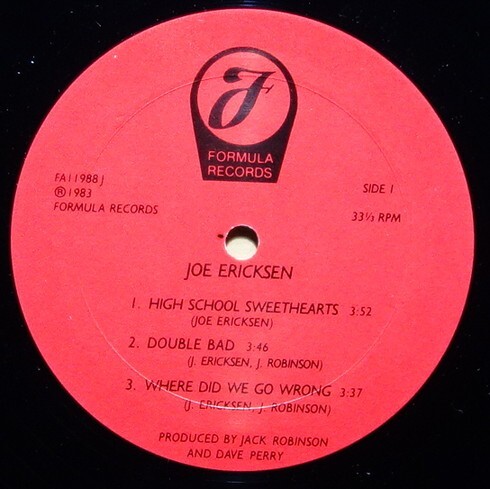 F
FORMULA
RECORDS
FA11988J
℗1983
FORMULA RECORDS
SIDE 1
33⅓ RPM
JOE ERICKSEN
1. HIGH SCHOOL SWEETHEARTS 3:52
(JOE ERICKSEN)
2. DOUBLE BAD 3:46
(J. ERICKSEN, J. ROBINSON)
3. WHERE DID WE GO WRONG 3:37
(J. ERICKSEN, J. ROBINSON)
PRODUCED BY JACK ROBINSON
AND DAVE PERRY